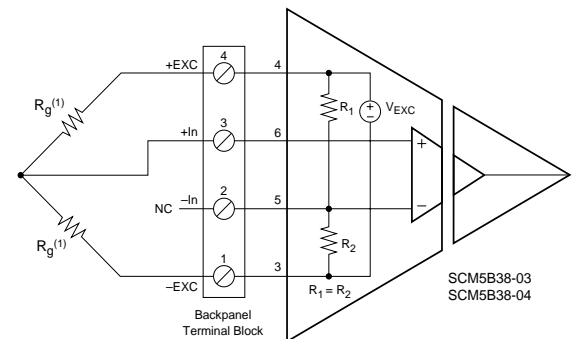 +EXC
4
4
Rg(1)
R1
VEXC
+
–
+In
3
6
+
NC
–In
2
5
–
Rg(1)
R2
1
3
–EXC
R1 = R2
SCM5B38-03
SCM5B38-04
Backpanel
Terminal Block